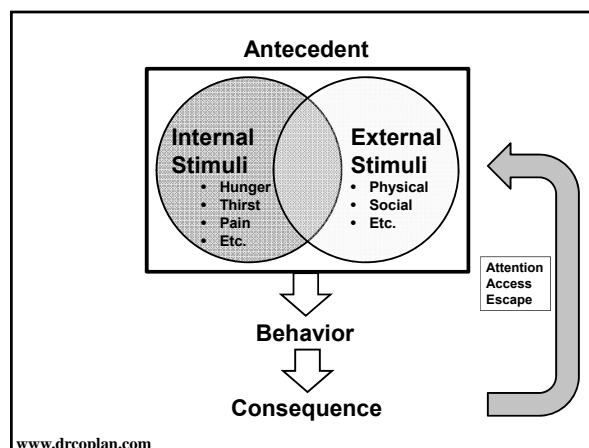 Antecedent
Internal
Stimuli
• Hunger
• Thirst
• Pain
• Etc.
External
Stimuli
• Physical
• Social
• Etc.
Attention
Access
Escape
Behavior
Consequence
www.drcoplan.com